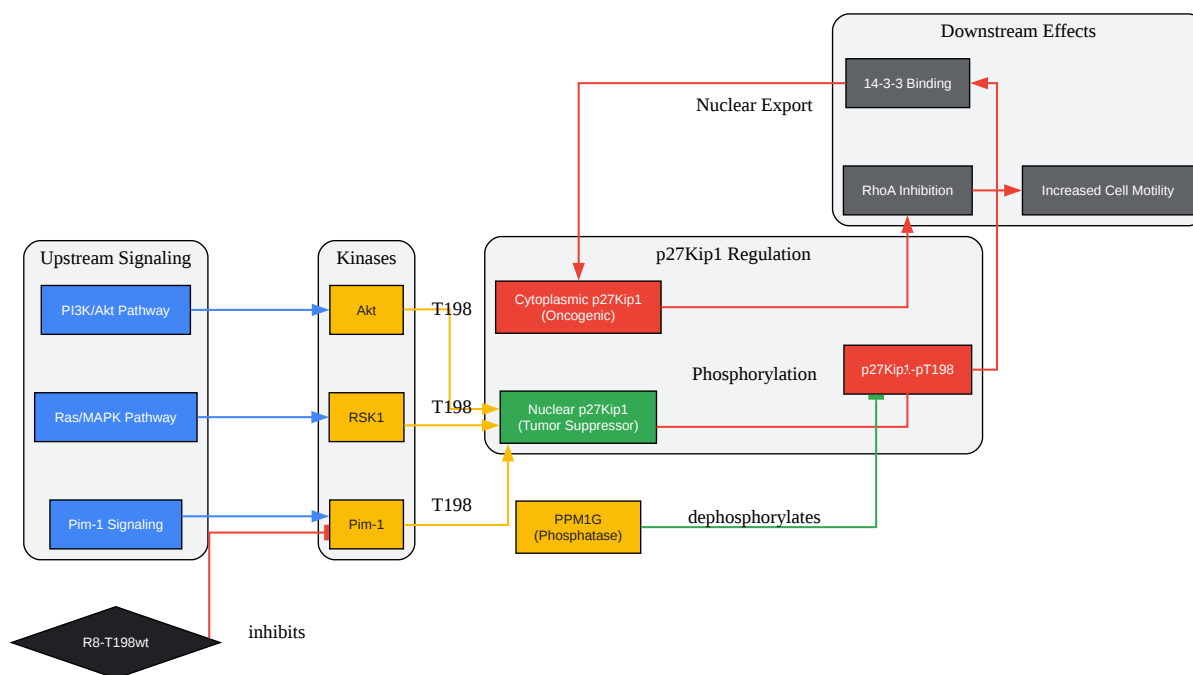 Downstream Effects
14-3-3 Binding
Nuclear Export
RhoA Inhibition
Increased Cell Motility
Upstream Signaling
Kinases
p27Kip1 Regulation
PI3K/Akt Pathway
Akt
T198
Cytoplasmic p27Kip1
(Oncogenic)
Phosphorylation
p27Kip1-pT198
Ras/MAPK Pathway
RSK1
T198
Nuclear p27Kip1
(Tumor Suppressor)
Pim-1 Signaling
Pim-1
T198
PPM1G
(Phosphatase)
dephosphorylates
R8-T198wt
inhibits